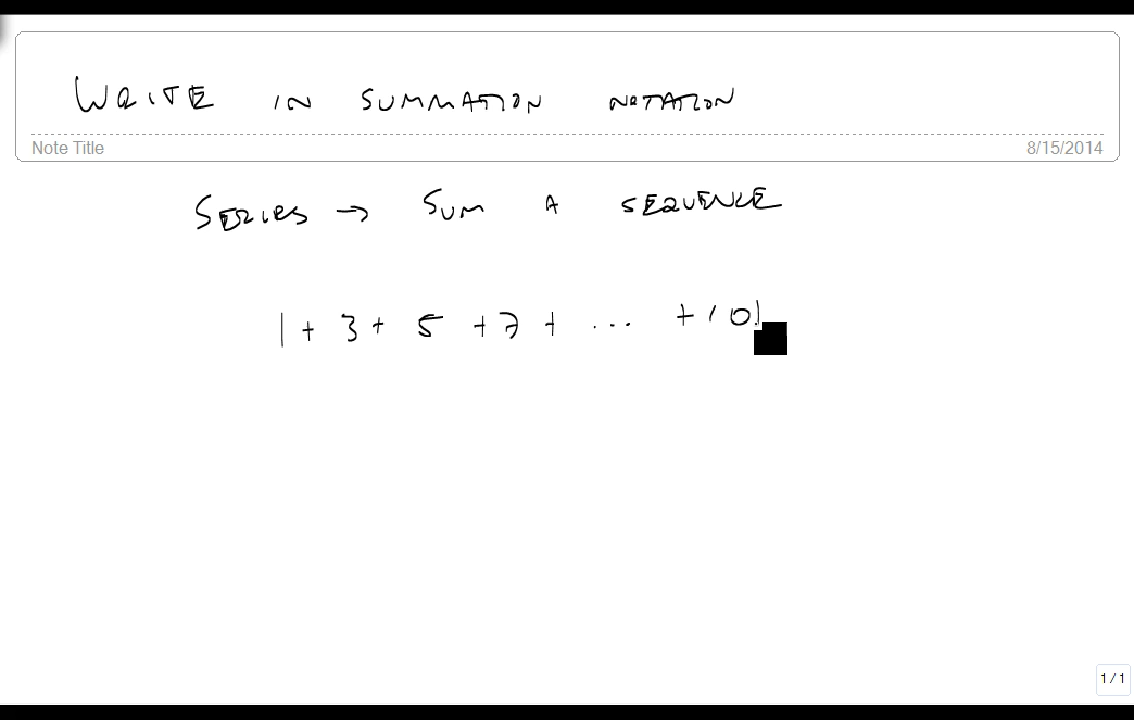 WRITE IN SUMMATION NOTATION
Note Title 8/15/2014
SERIES → SUM A SEQUENCE
1 + 3 + 5 + 7 + ... + 101
1/1